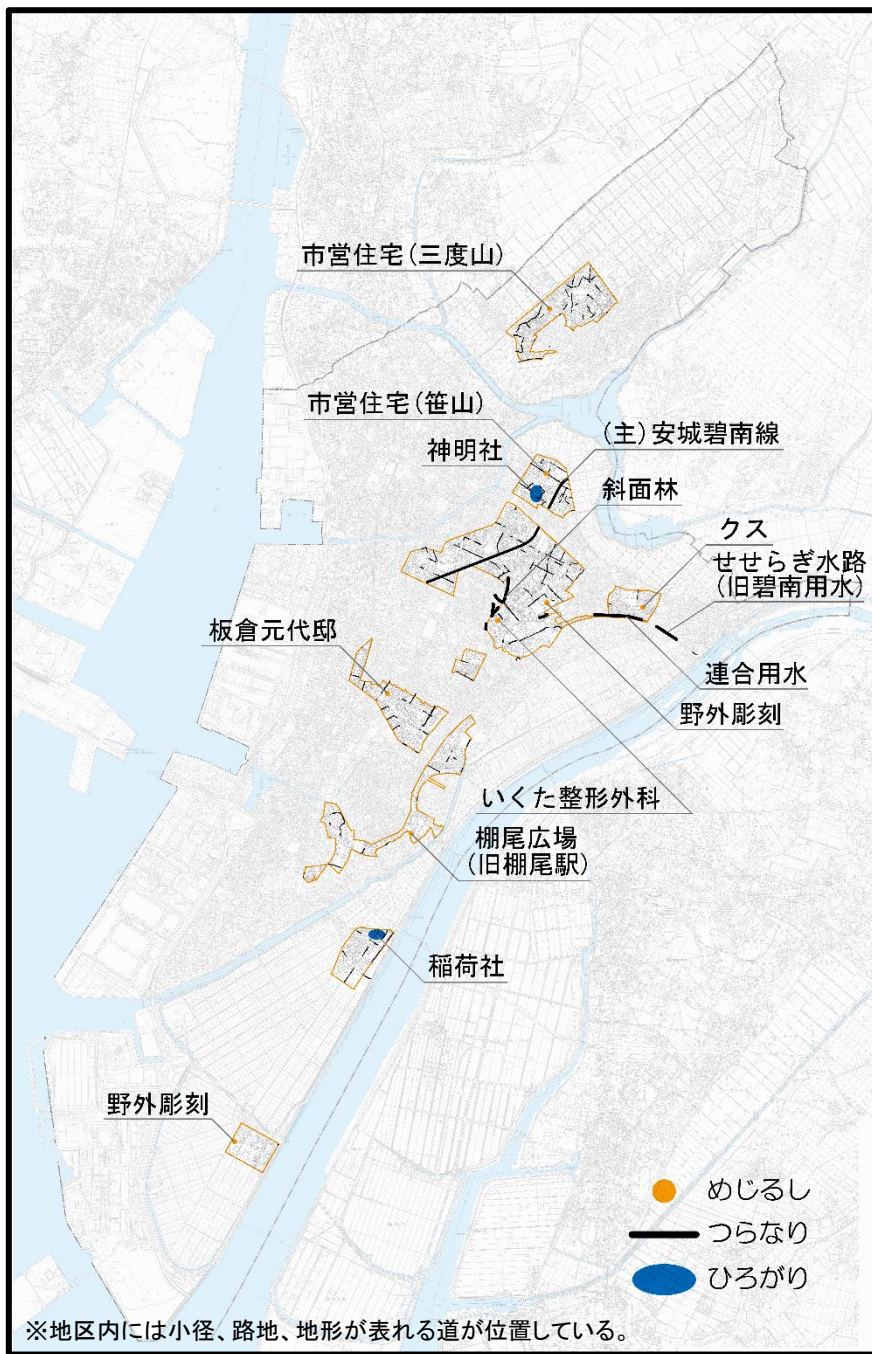 市営住宅(三度山)
市営住宅(笹山)
(主)安城碧南線
神明社
斜面林
クス
せせらぎ水路
(旧碧南用水)
板倉元代邸
連合用水
野外彫刻
いくた整形外科
棚尾広場
(旧棚尾駅)
稲荷社
野外彫刻
めじるし
つらなり
ひろがり
※地区内には小径、路地、地形が表れる道が位置している。